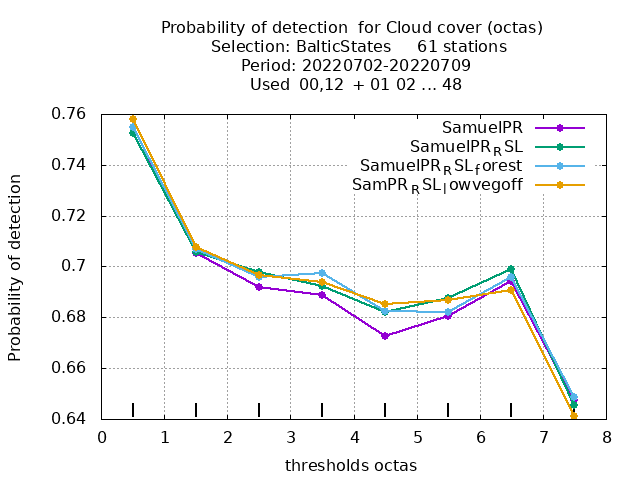 Probability of detection  for Cloud cover (octas)
Selection: BalticStates     61 stations
Period: 20220702-20220709
Used  00,12  + 01 02 ... 48
SamuelPR
SamuelPR_RSL
SamuelPR_RSL_forest
SamPR_RSL_lowvegoff
Probability of detection
0.76
0.74
0.72
0.7
0.68
0.66
0.64
0 1 2 3 4 5 6 7 8
thresholds octas